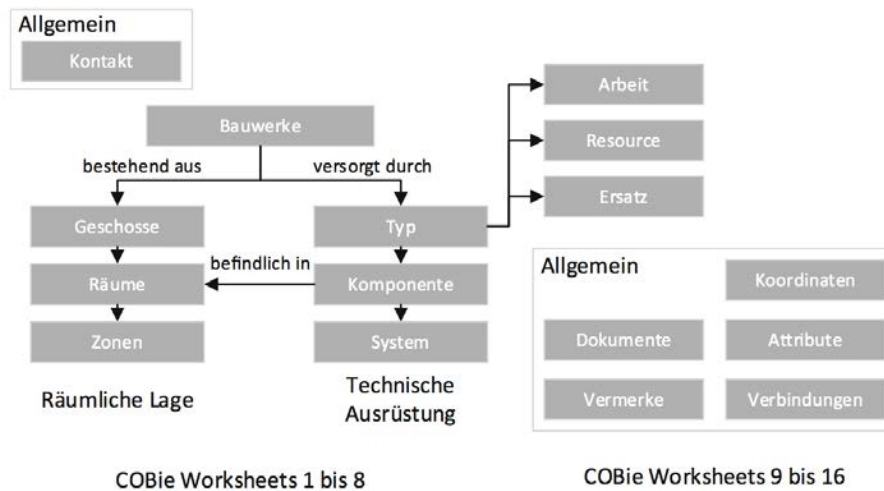 Allgemein
Kontakt
Bauwerke
bestehend aus
versorgt durch
Geschosse
Typ
Räume
befindlich in
Komponente
Zonen
System
Räumliche Lage
Technische
Ausrüstung
COBie Worksheets 1 bis 8
Arbeit
Resource
Ersatz
Allgemein
Koordinaten
Dokumente
Attribute
Vermerke
Verbindungen
COBie Worksheets 9 bis 16